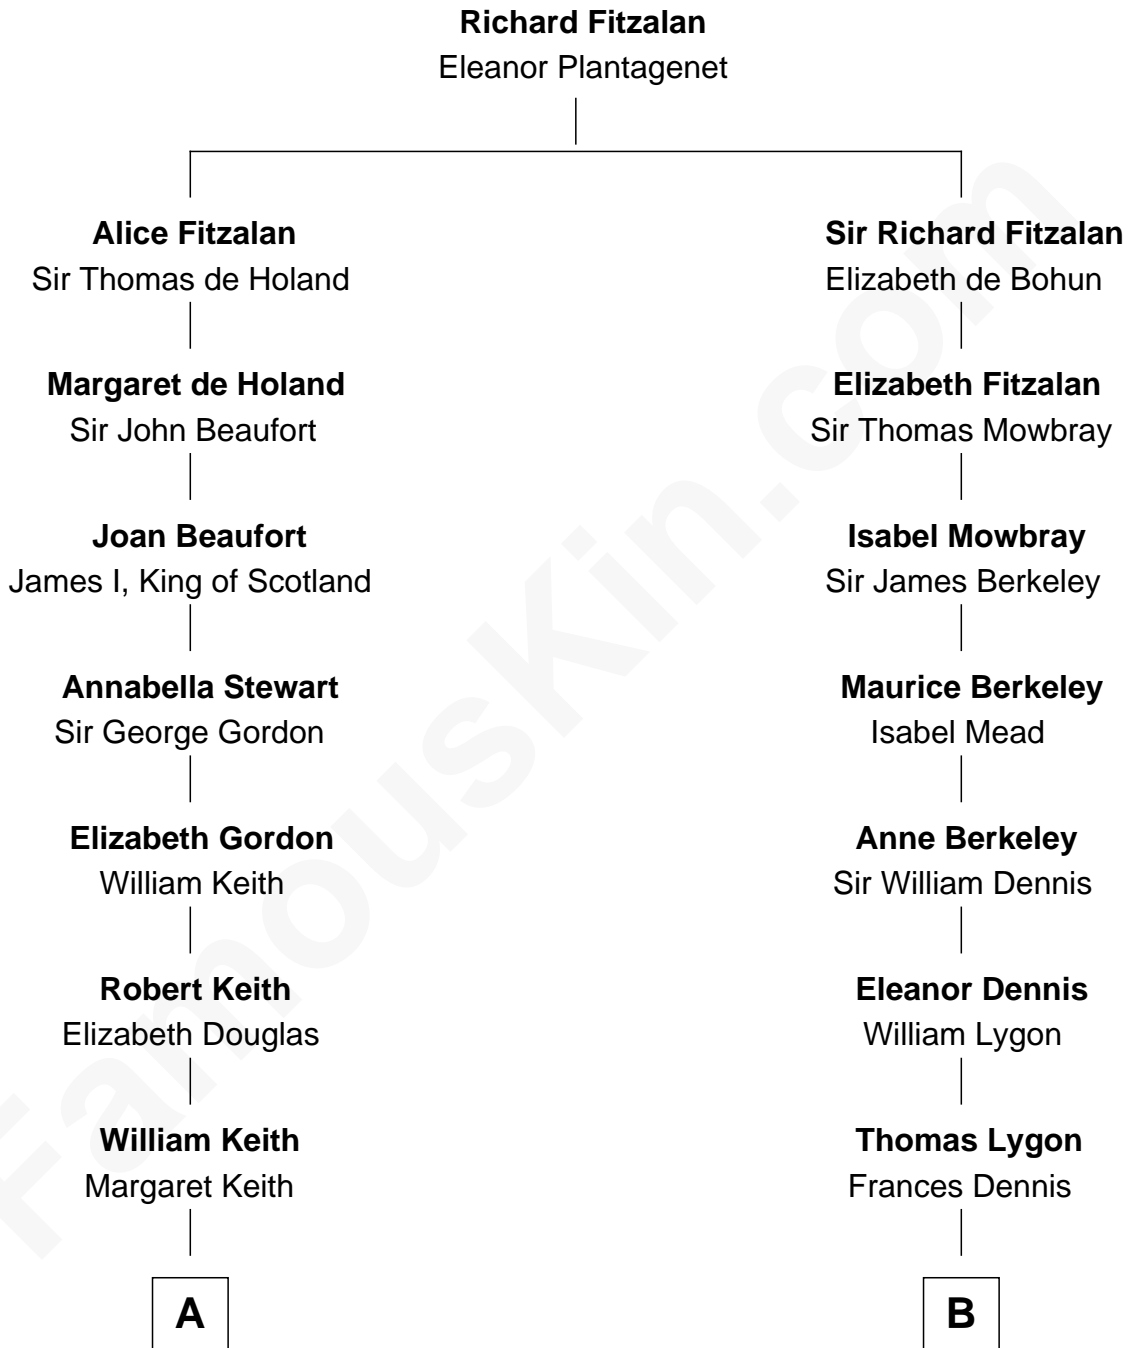 Richard Fitzalan
Eleanor Plantagenet
Alice Fitzalan
Sir Thomas de Holand
Margaret de Holand
Sir John Beaufort
Joan Beaufort
James I, King of Scotland
Annabella Stewart
Sir George Gordon
Elizabeth Gordon
William Keith
Robert Keith
Elizabeth Douglas
William Keith
Margaret Keith
A
Sir Richard Fitzalan
Elizabeth de Bohun
Elizabeth Fitzalan
Sir Thomas Mowbray
Isabel Mowbray
Sir James Berkeley
Maurice Berkeley
Isabel Mead
Anne Berkeley
Sir William Dennis
Eleanor Dennis
William Lygon
Thomas Lygon
Frances Dennis
B
FamousKin.com